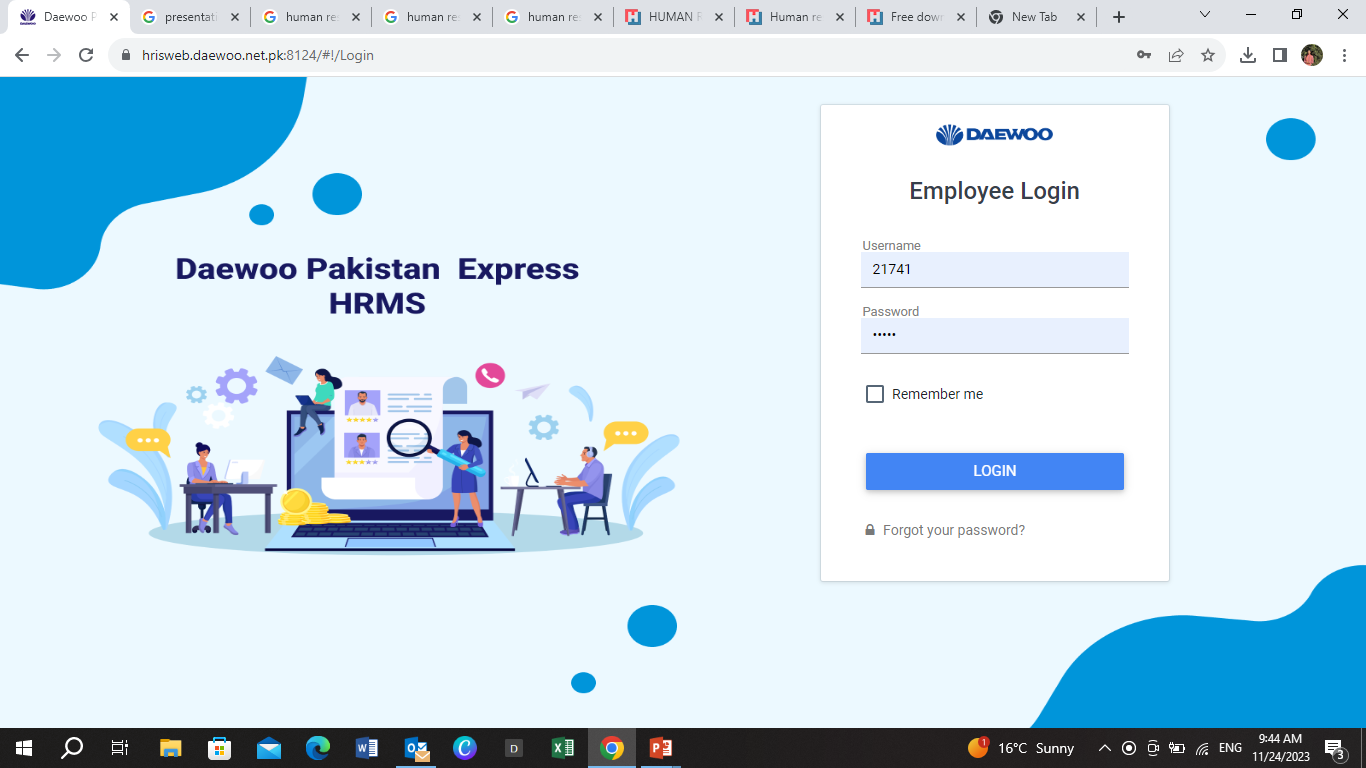 Daewoo P
presentati
human re
human re
human re
HUMAN
Human re
Free dow
New Tab
hrisweb.daewoo.net.pk:8124/#!/Login
DAEWOO
Employee Login
Daewoo Pakistan Express
HRMS
Username
21741
Password
•••••
Remember me
LOGIN
Forgot your password?
16°C Sunny
ENG
9:44 AM
11/24/2023
3